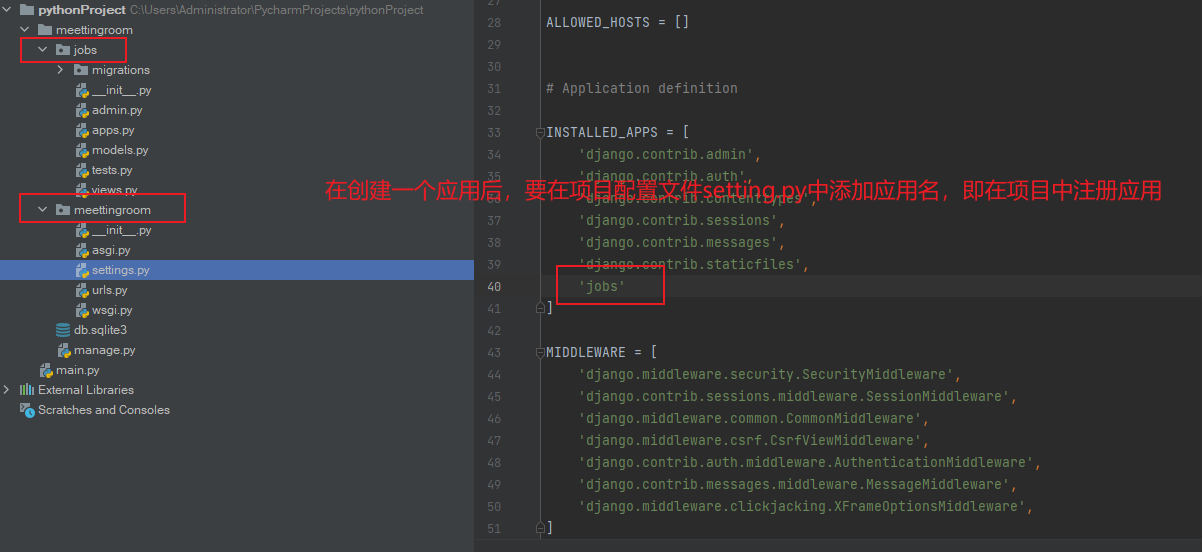 pythonProject C:\Users\Administrator\PycharmProjects\pythonProject
meettingroom
jobs
migrations
__init__.py
admin.py
apps.py
models.py
tests.py
views.py
meettingroom
__init__.py
asgi.py
settings.py
urls.py
wsgi.py
db.sqlite3
manage.py
main.py
External Libraries
Scratches and Consoles
27
28 ALLOWED_HOSTS = []
29
30
31 # Application definition
32
33 INSTALLED_APPS = [
34 'django.contrib.admin',
35 'django.contrib.auth',
在创建一个应用后，要在项目配置文件setting.py中添加应用名，即在项目中注册应用
36 'django.contrib.contenttypes',
37 'django.contrib.sessions',
38 'django.contrib.messages',
39 'django.contrib.staticfiles',
40 'jobs'
41 ]
42
43 MIDDLEWARE = [
44 'django.middleware.security.SecurityMiddleware',
45 'django.contrib.sessions.middleware.SessionMiddleware',
46 'django.middleware.common.CommonMiddleware',
47 'django.middleware.csrf.CsrfViewMiddleware',
48 'django.contrib.auth.middleware.AuthenticationMiddleware',
49 'django.contrib.messages.middleware.MessageMiddleware',
50 'django.middleware.clickjacking.XFrameOptionsMiddleware',
51 ]